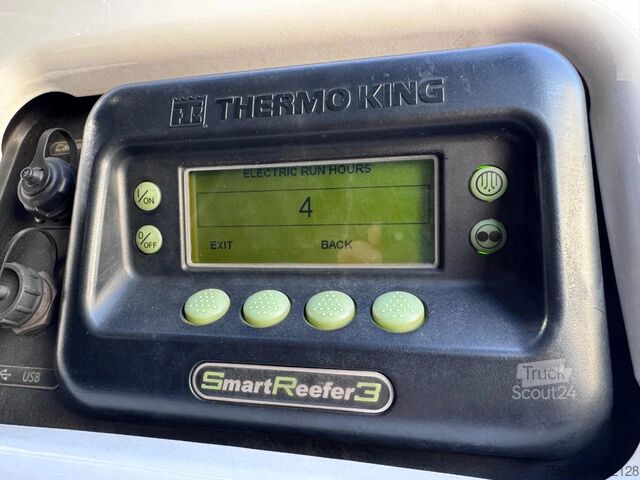 THERMO KING
ELECTRIC RUN HOURS
4
EXIT BACK
I/ON
0/OFF
SmartReefer3
USB
Truck
Scout24